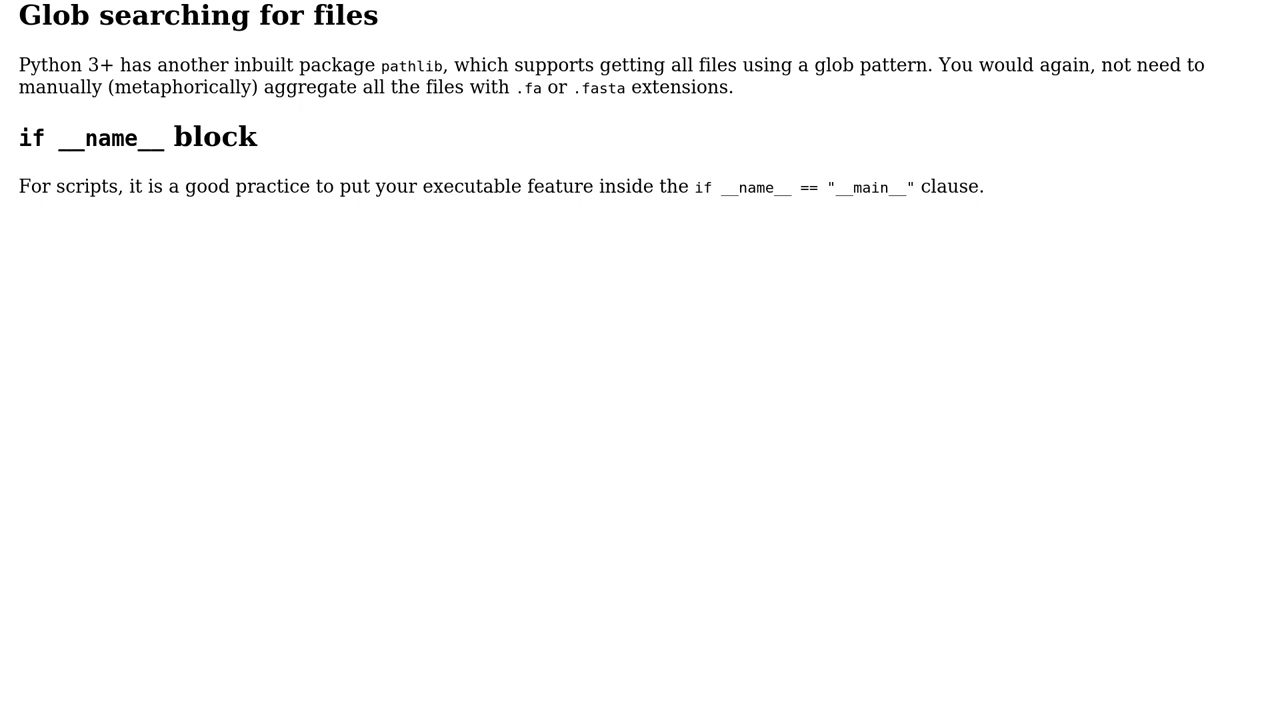 Glob searching for files
Python 3+ has another inbuilt package pathlib, which supports getting all files using a glob pattern. You would again, not need to
manually (metaphorically) aggregate all the files with .fa or .fasta extensions.
if __name__ block
For scripts, it is a good practice to put your executable feature inside the if __name__ == "__main__" clause.